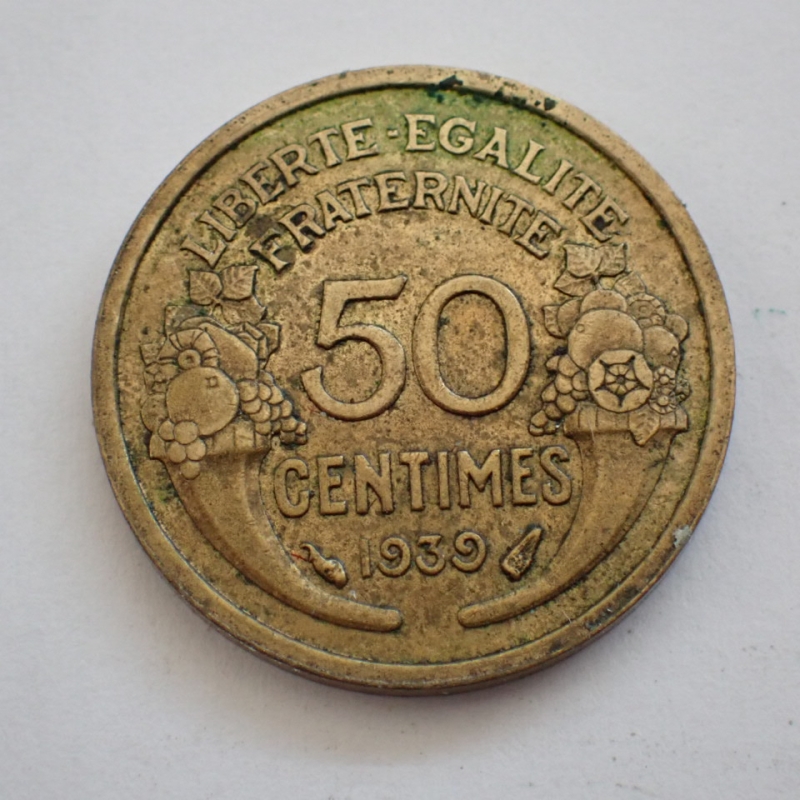 LIBERTE-EGALITE
FRATERNITE
50
CENTIMES
1939